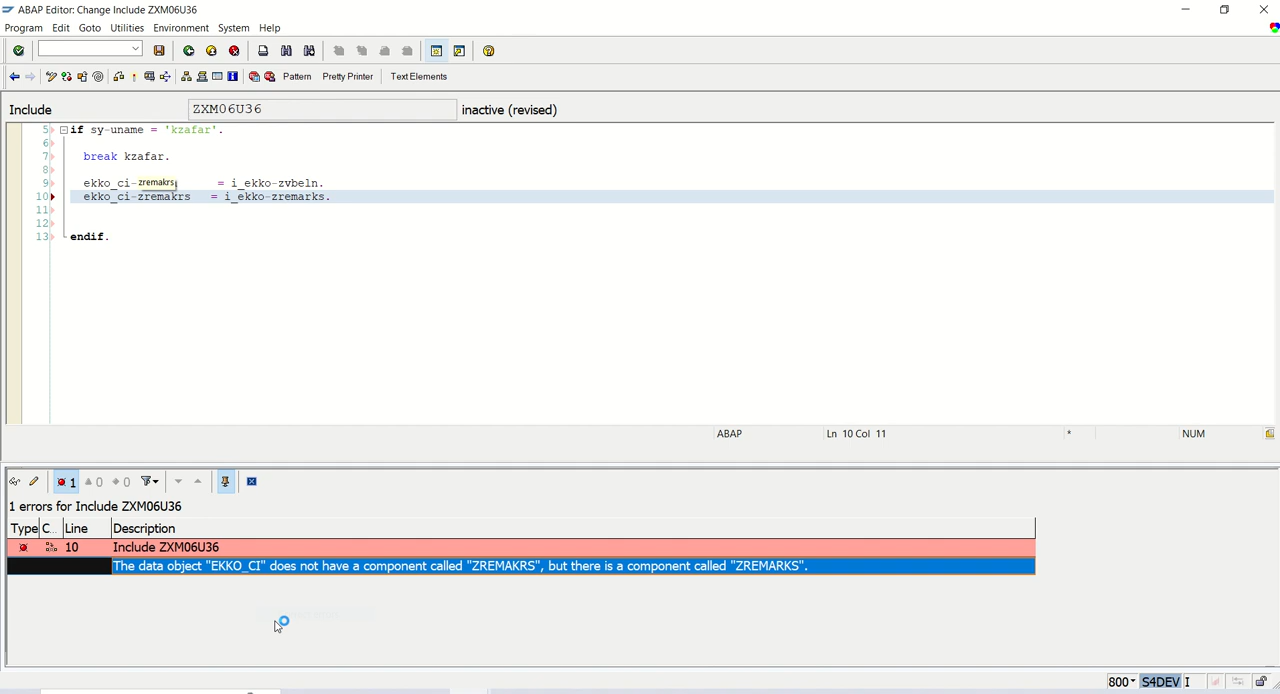 ABAP Editor: Change Include ZXM06U36
Program Edit Goto Utilities Environment System Help
Pattern Pretty Printer Text Elements
Include ZXM06U36 inactive (revised)
5 if sy-uname = 'kzafar'.
6
7 break kzafar.
8
9 ekko_ci-zremakrs = i_ekko-zvbeln.
10 ekko_ci-zremakrs = i_ekko-zremarks.
11
12
13 endif.
ABAP Ln 10 Col 11 * NUM
1 0 0
1 errors for Include ZXM06U36
Type C... Line Description
10 Include ZXM06U36
The data object "EKKO_CI" does not have a component called "ZREMAKRS", but there is a component called "ZREMARKS".
800 S4DEV I